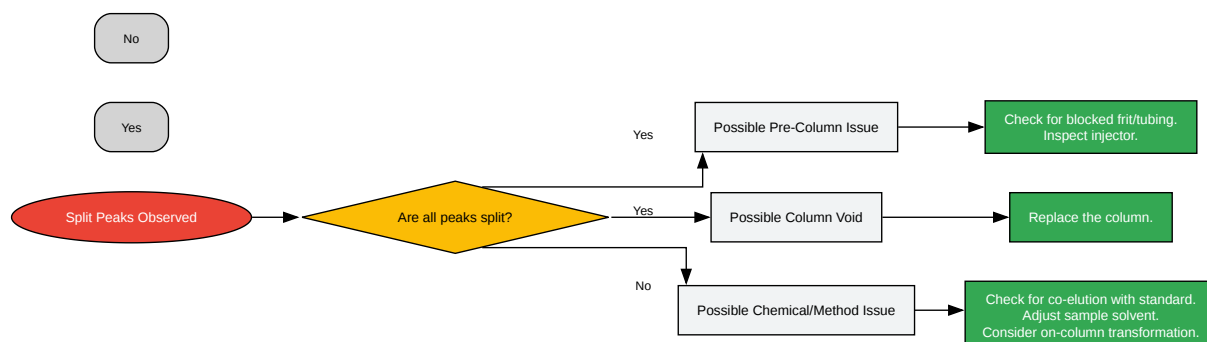 No
Yes
Split Peaks Observed
Are all peaks split?
Yes
Possible Pre-Column Issue
Check for blocked frit/tubing.
Inspect injector.
Yes
Possible Column Void
Replace the column.
No
Possible Chemical/Method Issue
Check for co-elution with standard.
Adjust sample solvent.
Consider on-column transformation.